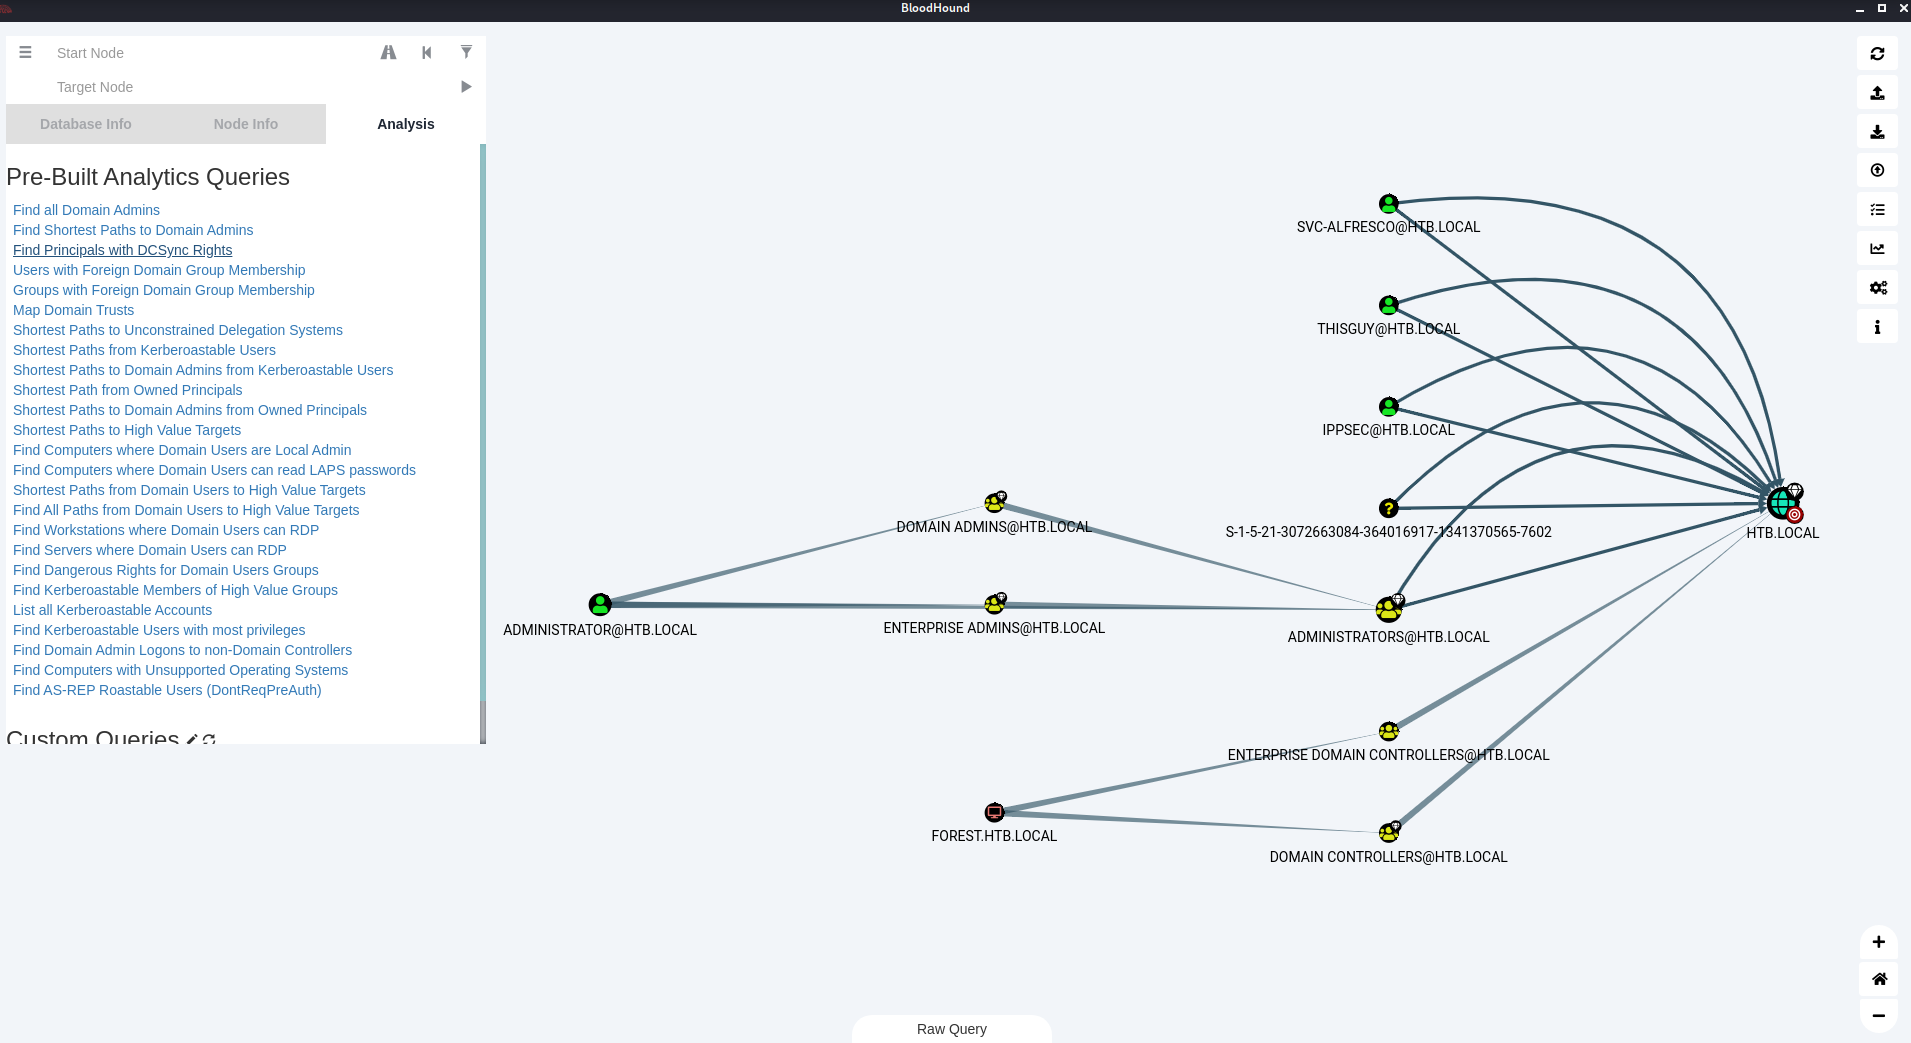 BloodHound
Start Node
Target Node
Database Info
Node Info
Analysis
Pre-Built Analytics Queries
Find all Domain Admins
Find Shortest Paths to Domain Admins
Find Principals with DCSync Rights
Users with Foreign Domain Group Membership
Groups with Foreign Domain Group Membership
Map Domain Trusts
Shortest Paths to Unconstrained Delegation Systems
Shortest Paths from Kerberoastable Users
Shortest Paths to Domain Admins from Kerberoastable Users
Shortest Path from Owned Principals
Shortest Paths to Domain Admins from Owned Principals
Shortest Paths to High Value Targets
Find Computers where Domain Users are Local Admin
Find Computers where Domain Users can read LAPS passwords
Shortest Paths from Domain Users to High Value Targets
Find All Paths from Domain Users to High Value Targets
Find Workstations where Domain Users can RDP
Find Servers where Domain Users can RDP
Find Dangerous Rights for Domain Users Groups
Find Kerberoastable Members of High Value Groups
List all Kerberoastable Accounts
Find Kerberoastable Users with most privileges
Find Domain Admin Logons to non-Domain Controllers
Find Computers with Unsupported Operating Systems
Find AS-REP Roastable Users (DontReqPreAuth)
Custom Queries
SVC-ALFRESCO@HTB.LOCAL
THISGUY@HTB.LOCAL
IPPSEC@HTB.LOCAL
DOMAIN ADMINS@HTB.LOCAL
S-1-5-21-3072663084-364016917-1341370565-7602
HTB.LOCAL
ADMINISTRATOR@HTB.LOCAL
ENTERPRISE ADMINS@HTB.LOCAL
ADMINISTRATORS@HTB.LOCAL
ENTERPRISE DOMAIN CONTROLLERS@HTB.LOCAL
FOREST.HTB.LOCAL
DOMAIN CONTROLLERS@HTB.LOCAL
Raw Query